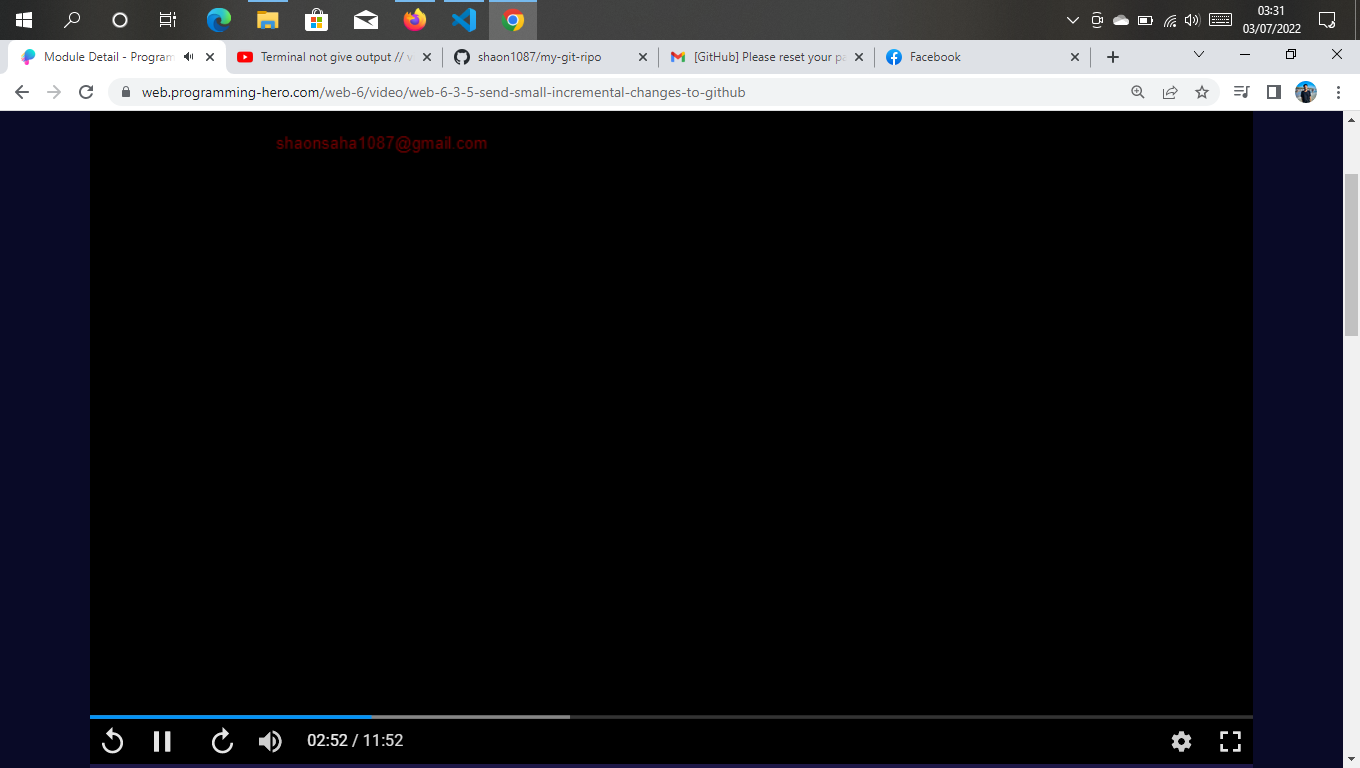 03:31
03/07/2022
Module Detail - Program
Terminal not give output // v
shaon1087/my-git-ripo
[GitHub] Please reset your pa
Facebook
web.programming-hero.com/web-6/video/web-6-3-5-send-small-incremental-changes-to-github
shaonsaha1087@gmail.com
02:52 / 11:52